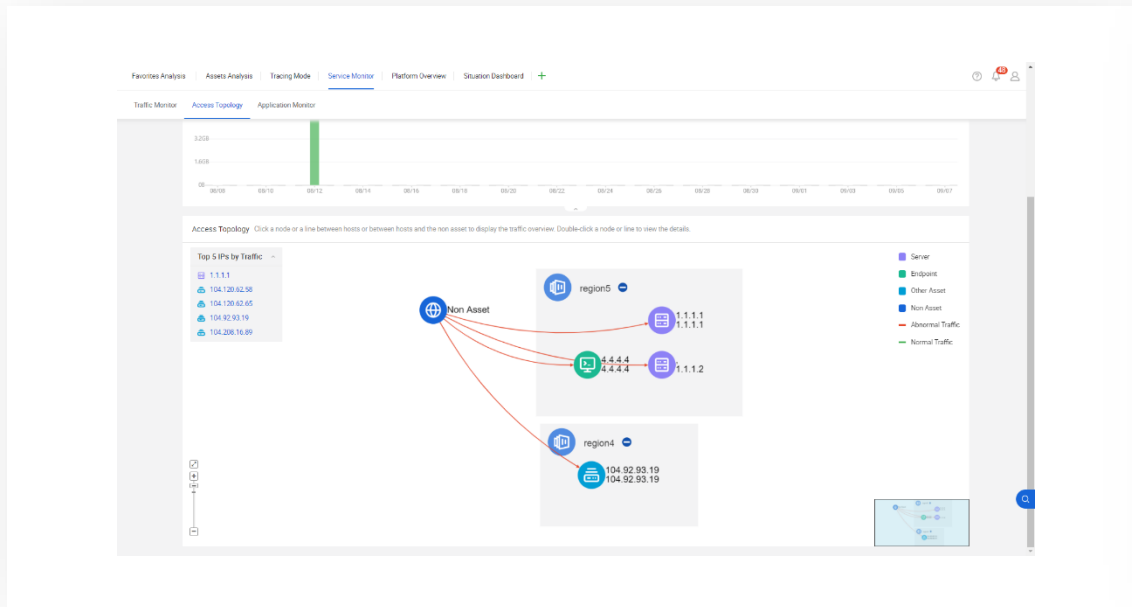 Favorites Analysis Assets Analysis Tracing Mode Service Monitor Platform Overview Situation Dashboard
48
Traffic Monitor Access Topology Application Monitor
3.2GB
1.6GB
0B
08/08 08/10 08/12 08/14 08/16 08/18 08/20 08/22 08/24 08/26 08/28 08/30 09/01 09/03 09/05 09/07
Access Topology Click a node or a line between hosts or between hosts and the non asset to display the traffic overview. Double-click a node or line to view the details.
Top 5 IPs by Traffic
1.1.1.1
104.120.62.58
104.120.62.65
104.92.93.19
104.208.16.89
Non Asset
region5
1.1.1.1
1.1.1.1
4.4.4.4
4.4.4.4
1.1.1.2
region4
104.92.93.19
104.92.93.19
Server
Endpoint
Other Asset
Non Asset
Abnormal Traffic
Normal Traffic